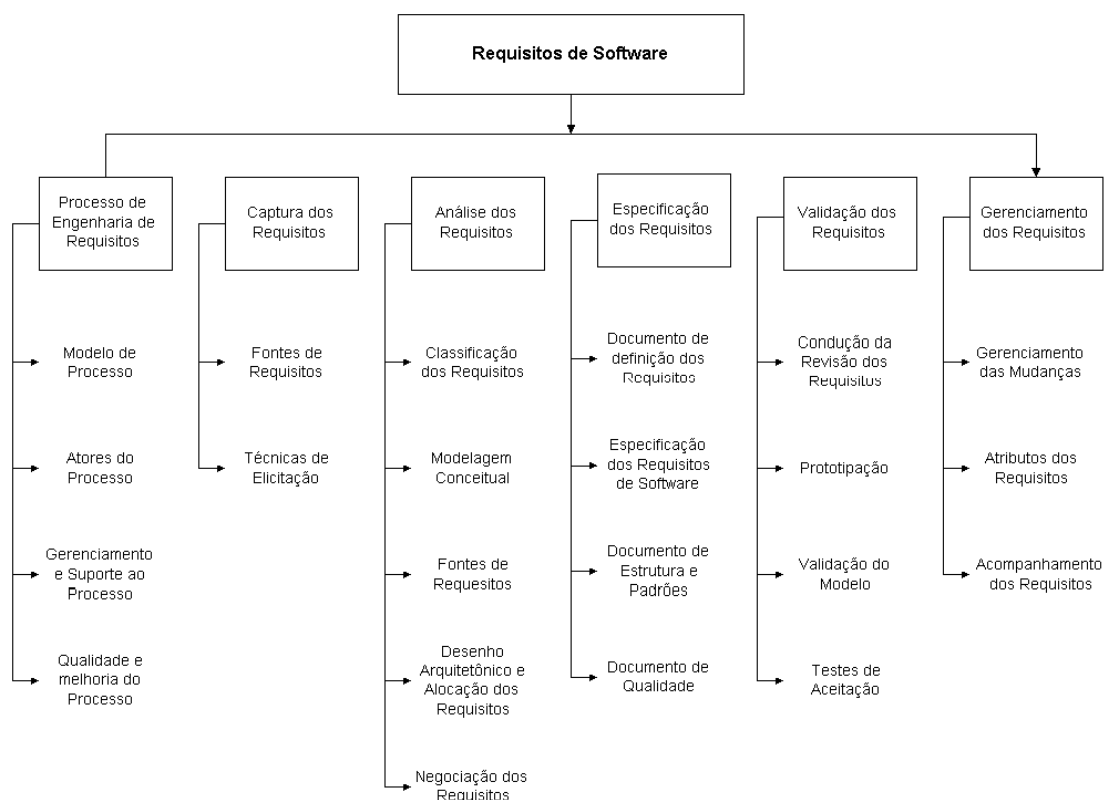 Requisitos de Software
Processo de
Engenharia de
Requisitos
Captura dos
Requisitos
Análise dos
Requisitos
Especificação
dos Requisitos
Validação dos
Requisitos
Gerenciamento
dos Requisitos
Modelo de
Processo
Atores do
Processo
Gerenciamento
e Suporte ao
Processo
Qualidade e
melhoria do
Processo
Fontes de
Requisitos
Técnicas de
Elicitação
Classificação
dos Requisitos
Modelagem
Conceitual
Fontes de
Requesitos
Desenho
Arquitetônico e
Alocação dos
Requisitos
Negociação dos
Requisitos
Documento de
definição dos
Requisitos
Especificação
dos Requisitos
de Software
Documento de
Estrutura e
Padrões
Documento de
Qualidade
Condução da
Revisão dos
Requisitos
Prototipação
Validação do
Modelo
Testes de
Aceitação
Gerenciamento
das Mudanças
Atributos dos
Requisitos
Acompanhamento
dos Requisitos